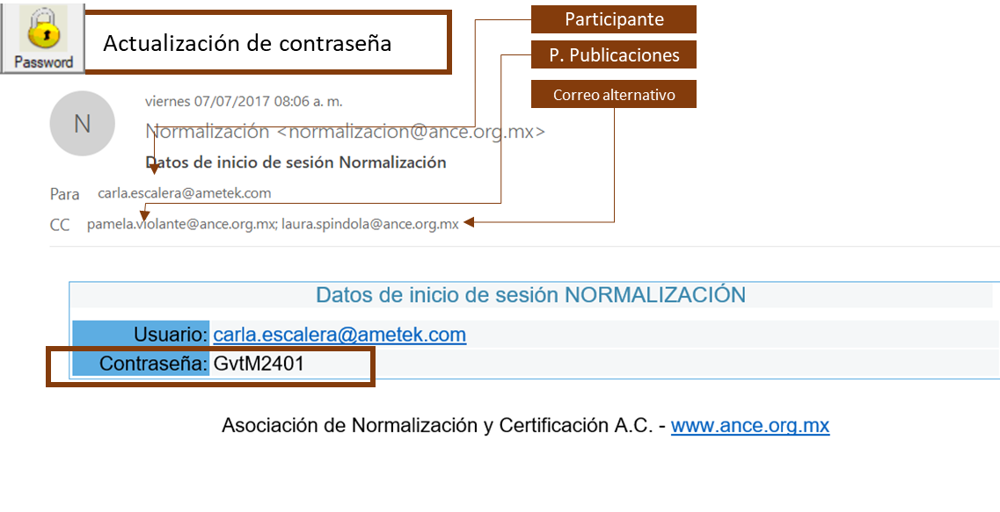 Password
Actualización de contraseña
Participante
P. Publicaciones
Correo alternativo
N
viernes 07/07/2017 08:06 a. m.
Normalización <normalizacion@ance.org.mx>
Datos de inicio de sesión Normalización
Para carla.escalera@ametek.com
CC pamela.violante@ance.org.mx; laura.spindola@ance.org.mx
Datos de inicio de sesión NORMALIZACIÓN
Usuario: carla.escalera@ametek.com
Contraseña: GvtM2401
Asociación de Normalización y Certificación A.C. - www.ance.org.mx